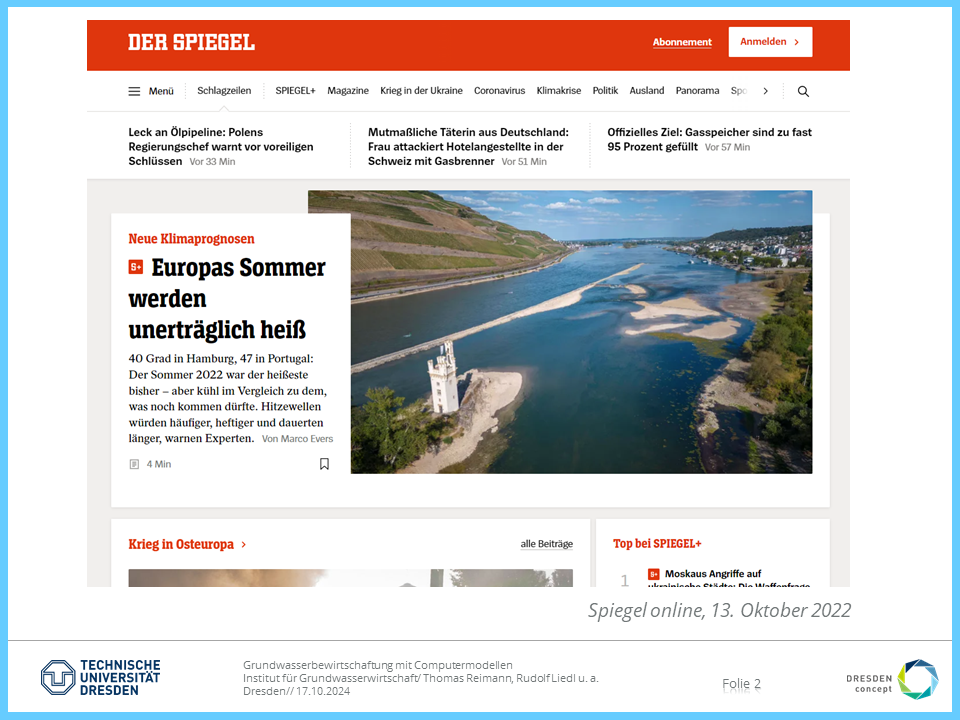 DER SPIEGEL
Abonnement
Anmelden
Menü
Schlagzeilen
SPIEGEL+
Magazine
Krieg in der Ukraine
Coronavirus
Klimakrise
Politik
Ausland
Panorama
Spo
Leck an Ölpipeline: Polens
Regierungschef warnt vor voreiligen
Schlüssen Vor 33 Min
Mutmaßliche Täterin aus Deutschland:
Frau attackiert Hotelangestellte in der
Schweiz mit Gasbrenner Vor 51 Min
Offizielles Ziel: Gasspeicher sind zu fast
95 Prozent gefüllt Vor 57 Min
Neue Klimaprognosen
S+ Europas Sommer
werden
unerträglich heiß
40 Grad in Hamburg, 47 in Portugal:
Der Sommer 2022 war der heißeste
bisher – aber kühl im Vergleich zu dem,
was noch kommen dürfte. Hitzewellen
würden häufiger, heftiger und dauerten
länger, warnen Experten. Von Marco Evers
4 Min
Krieg in Osteuropa
alle Beiträge
Top bei SPIEGEL+
1
S+ Moskaus Angriffe auf
ukrainische Städte: Die Waffenfrage
Spiegel online, 13. Oktober 2022
TECHNISCHE
UNIVERSITÄT
DRESDEN
Grundwasserbewirtschaftung mit Computermodellen
Institut für Grundwasserwirtschaft/ Thomas Reimann, Rudolf Liedl u. a.
Dresden// 17.10.2024
Folie 2
DRESDEN
concept